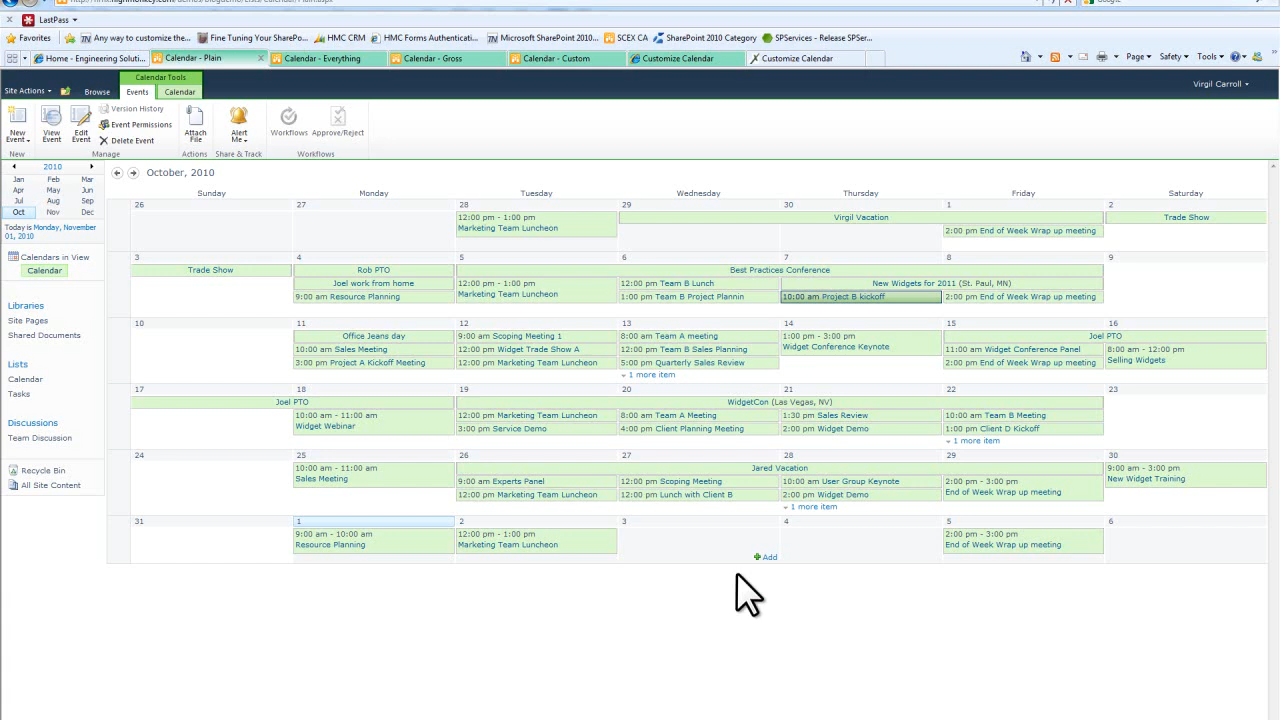 LastPass
Favorites Any way to customize the... Fine Tuning Your SharePo... HMC CRM HMC Forms Authenticati... Microsoft SharePoint 2010... SCEX CA SharePoint 2010 Category SPServices - Release SPSer...
Home - Engineering Soluti... Calendar - Plain Calendar - Everything Calendar - Gross Calendar - Custom Customize Calendar Customize Calendar Page Safety Tools
Calendar Tools
Site Actions Browse Events Calendar Virgil Carroll
New Event View Event Edit Event Version History Event Permissions Delete Event Attach File Alert Me Workflows Approve/Reject
New Manage Actions Share & Track Workflows
2010
Jan Feb Mar
Apr May Jun
Jul Aug Sep
Oct Nov Dec
Today is Monday, November 01, 2010
Calendars in View
Calendar
Libraries
Site Pages
Shared Documents
Lists
Calendar
Tasks
Discussions
Team Discussion
Recycle Bin
All Site Content
October, 2010
Sunday Monday Tuesday Wednesday Thursday Friday Saturday
26 27 28 29 30 1 2
12:00 pm - 1:00 pm Virgil Vacation Trade Show
Marketing Team Luncheon 2:00 pm End of Week Wrap up meeting
3 4 5 6 7 8 9
Trade Show Rob PTO Best Practices Conference
Joel work from home 12:00 pm - 1:00 pm 12:00 pm Team B Lunch New Widgets for 2011 (St. Paul, MN)
9:00 am Resource Planning Marketing Team Luncheon 1:00 pm Team B Project Plannin 10:00 am Project B kickoff 2:00 pm End of Week Wrap up meeting
10 11 12 13 14 15 16
Office Jeans day 9:00 am Scoping Meeting 1 8:00 am Team A meeting 1:00 pm - 3:00 pm Joel PTO
10:00 am Sales Meeting 12:00 pm Widget Trade Show A 12:00 pm Team B Sales Planning Widget Conference Keynote 11:00 am Widget Conference Panel 8:00 am - 12:00 pm
3:00 pm Project A Kickoff Meeting 12:00 pm Marketing Team Luncheon 5:00 pm Quarterly Sales Review 2:00 pm End of Week Wrap up meeting Selling Widgets
1 more item
17 18 19 20 21 22 23
Joel PTO WidgetCon (Las Vegas, NV)
10:00 am - 11:00 am 12:00 pm Marketing Team Luncheon 8:00 am Team A Meeting 1:30 pm Sales Review 10:00 am Team B Meeting
Widget Webinar 3:00 pm Service Demo 4:00 pm Client Planning Meeting 2:00 pm Widget Demo 1:00 pm Client D Kickoff
1 more item
24 25 26 27 28 29 30
10:00 am - 11:00 am Jared Vacation 9:00 am - 3:00 pm
Sales Meeting 9:00 am Experts Panel 12:00 pm Scoping Meeting 10:00 am User Group Keynote 2:00 pm - 3:00 pm New Widget Training
12:00 pm Marketing Team Luncheon 12:00 pm Lunch with Client B 2:00 pm Widget Demo End of Week Wrap up meeting
1 more item
31 1 2 3 4 5 6
9:00 am - 10:00 am 12:00 pm - 1:00 pm 2:00 pm - 3:00 pm
Resource Planning Marketing Team Luncheon End of Week Wrap up meeting
Add